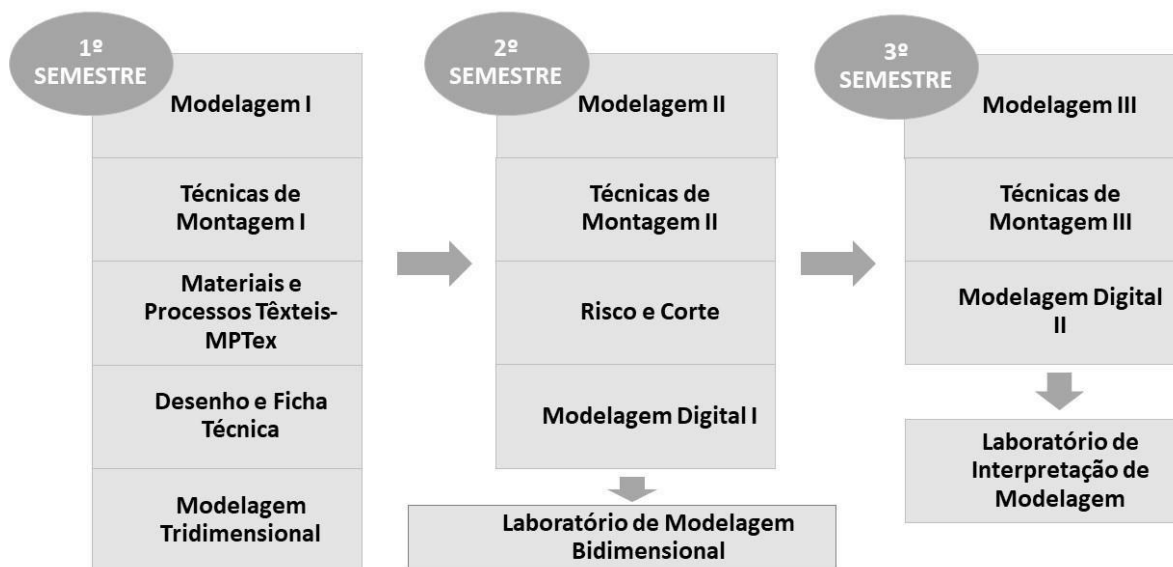 1º
SEMESTRE
Modelagem I
Técnicas de
Montagem I
Materiais e
Processos Têxteis-
MPTex
Desenho e Ficha
Técnica
Modelagem
Tridimensional
2º
SEMESTRE
Modelagem II
Técnicas de
Montagem II
Risco e Corte
Modelagem Digital I
Laboratório de Modelagem
Bidimensional
3º
SEMESTRE
Modelagem III
Técnicas de
Montagem III
Modelagem Digital
II
Laboratório de
Interpretação de
Modelagem